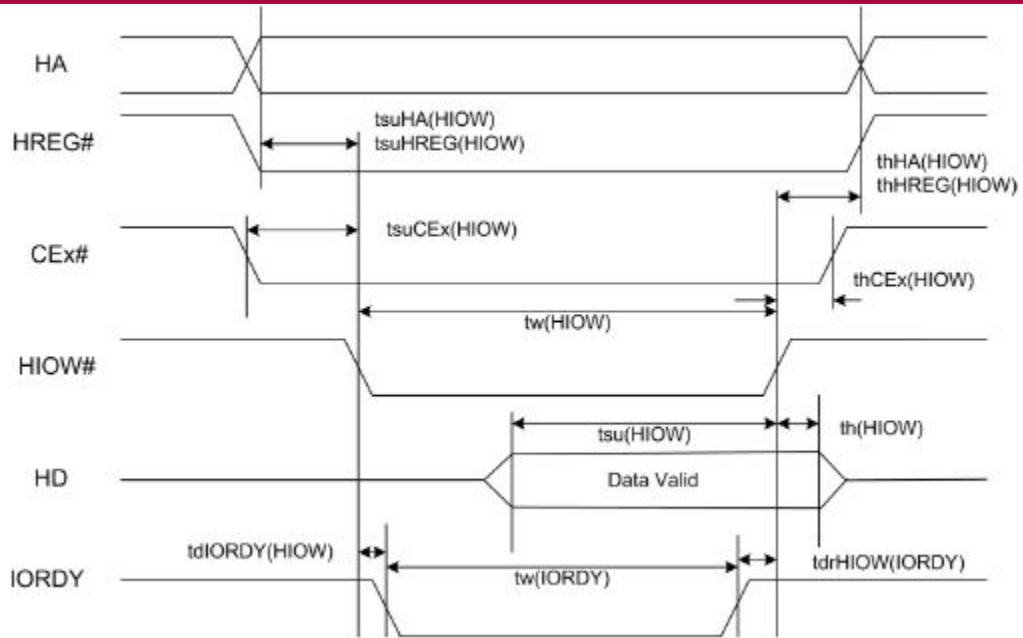 HA
tsuHA(HIOW)
HREG#
tsuHREG(HIOW)
thHA(HIOW)
thHREG(HIOW)
tsuCEx(HIOW)
CEx#
thCEx(HIOW)
tw(HIOW)
HIOW#
tsu(HIOW)
th(HIOW)
HD
Data Valid
tdIORDY(HIOW)
tdrHIOW(IORDY)
IORDY
tw(IORDY)